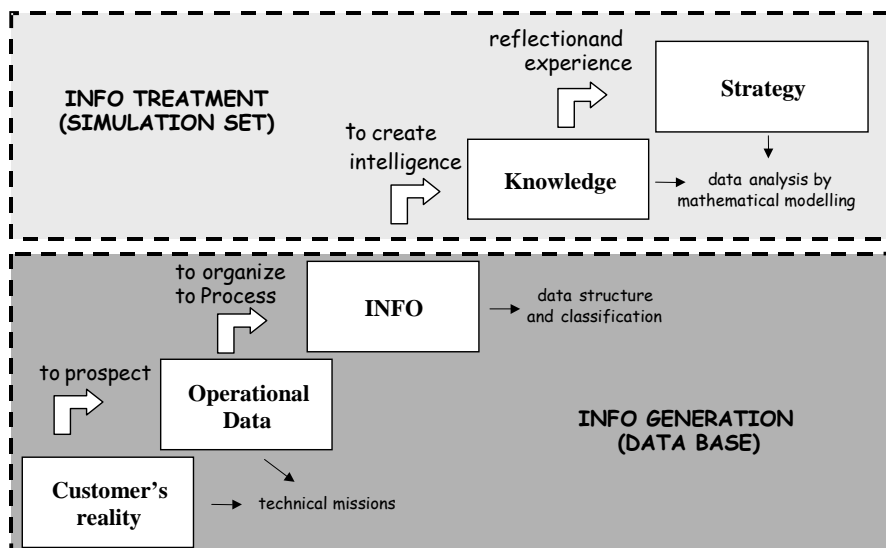 reflectionand
experience
Strategy
INFO TREATMENT
(SIMULATION SET)
to create
intelligence
Knowledge
data analysis by
mathematical modelling
to organize
to Process
INFO
data structure
and classification
to prospect
Operational
Data
INFO GENERATION
(DATA BASE)
Customer's
reality
technical missions